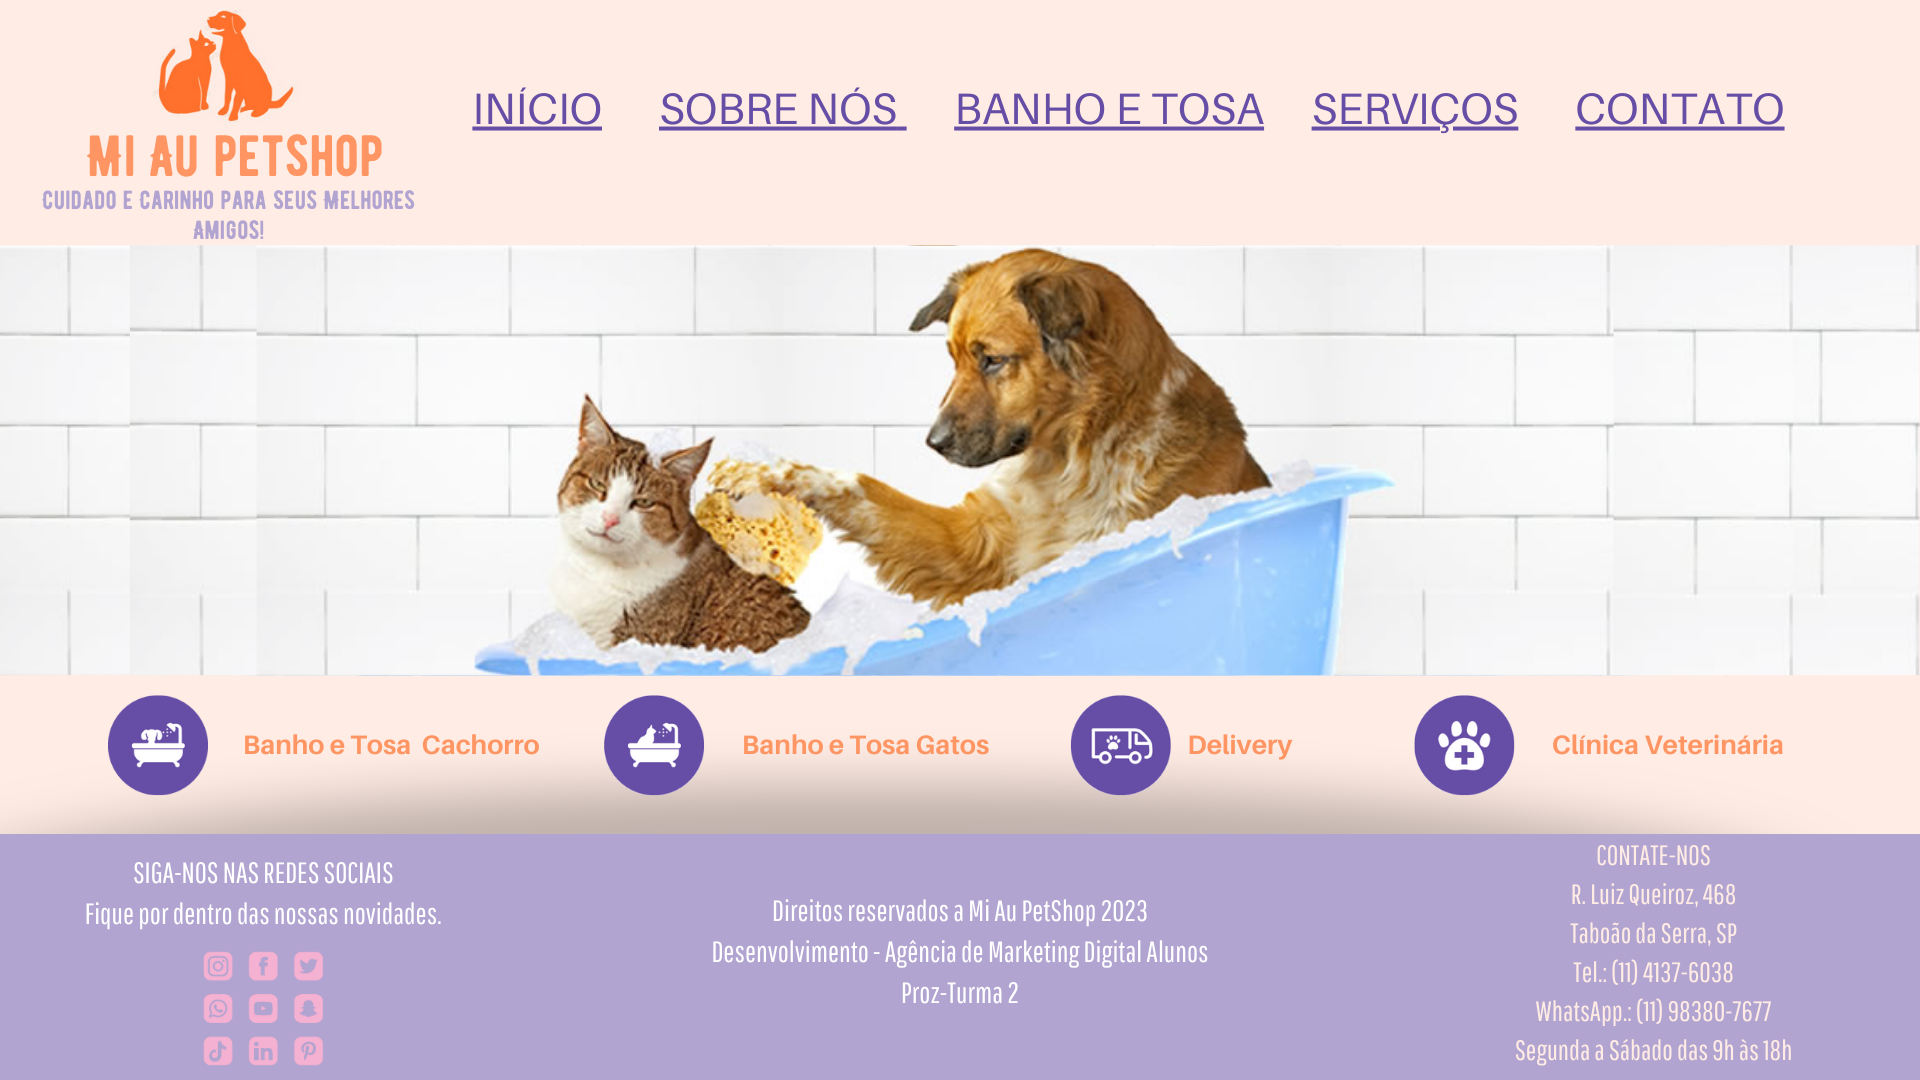 MI AU PETSHOP
CUIDADO E CARINHO PARA SEUS MELHORES
AMIGOS!
INÍCIO
SOBRE NÓS
BANHO E TOSA
SERVIÇOS
CONTATO
Banho e Tosa Cachorro
Banho e Tosa Gatos
Delivery
Clínica Veterinária
SIGA-NOS NAS REDES SOCIAIS
Fique por dentro das nossas novidades.
Direitos reservados a Mi Au PetShop 2023
Desenvolvimento - Agência de Marketing Digital Alunos
Proz-Turma 2
CONTATE-NOS
R. Luiz Queiroz, 468
Taboão da Serra, SP
Tel.: (11) 4137-6038
WhatsApp.: (11) 98380-7677
Segunda a Sábado das 9h às 18h